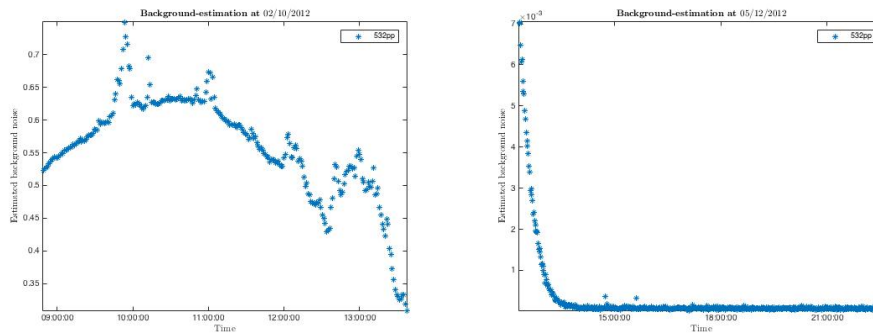 Background-estimation at 02/10/2012
532pp
0.75
0.7
0.65
0.6
0.55
0.5
0.45
0.4
0.35
Estimated background noise
09:00:00 10:00:00 11:00:00 12:00:00 13:00:00
Time
Background-estimation at 05/12/2012
×10⁻³
532pp
7
6
5
4
3
2
1
0
Estimated background noise
15:00:00 18:00:00 21:00:00
Time